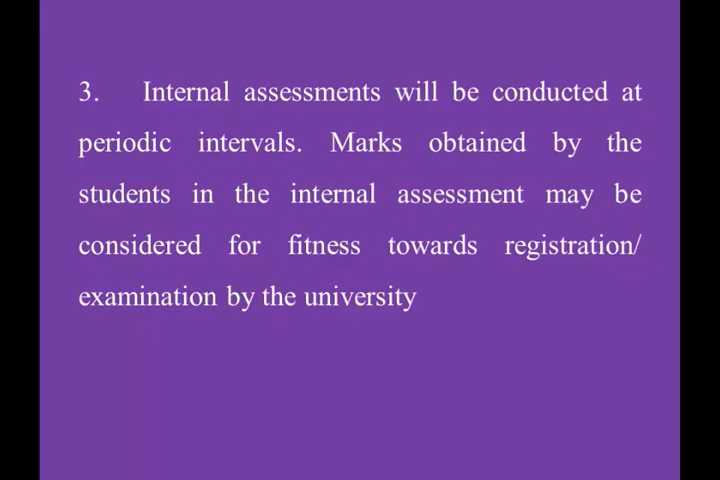 3. Internal assessments will be conducted at
periodic intervals. Marks obtained by the
students in the internal assessment may be
considered for fitness towards registration/
examination by the university